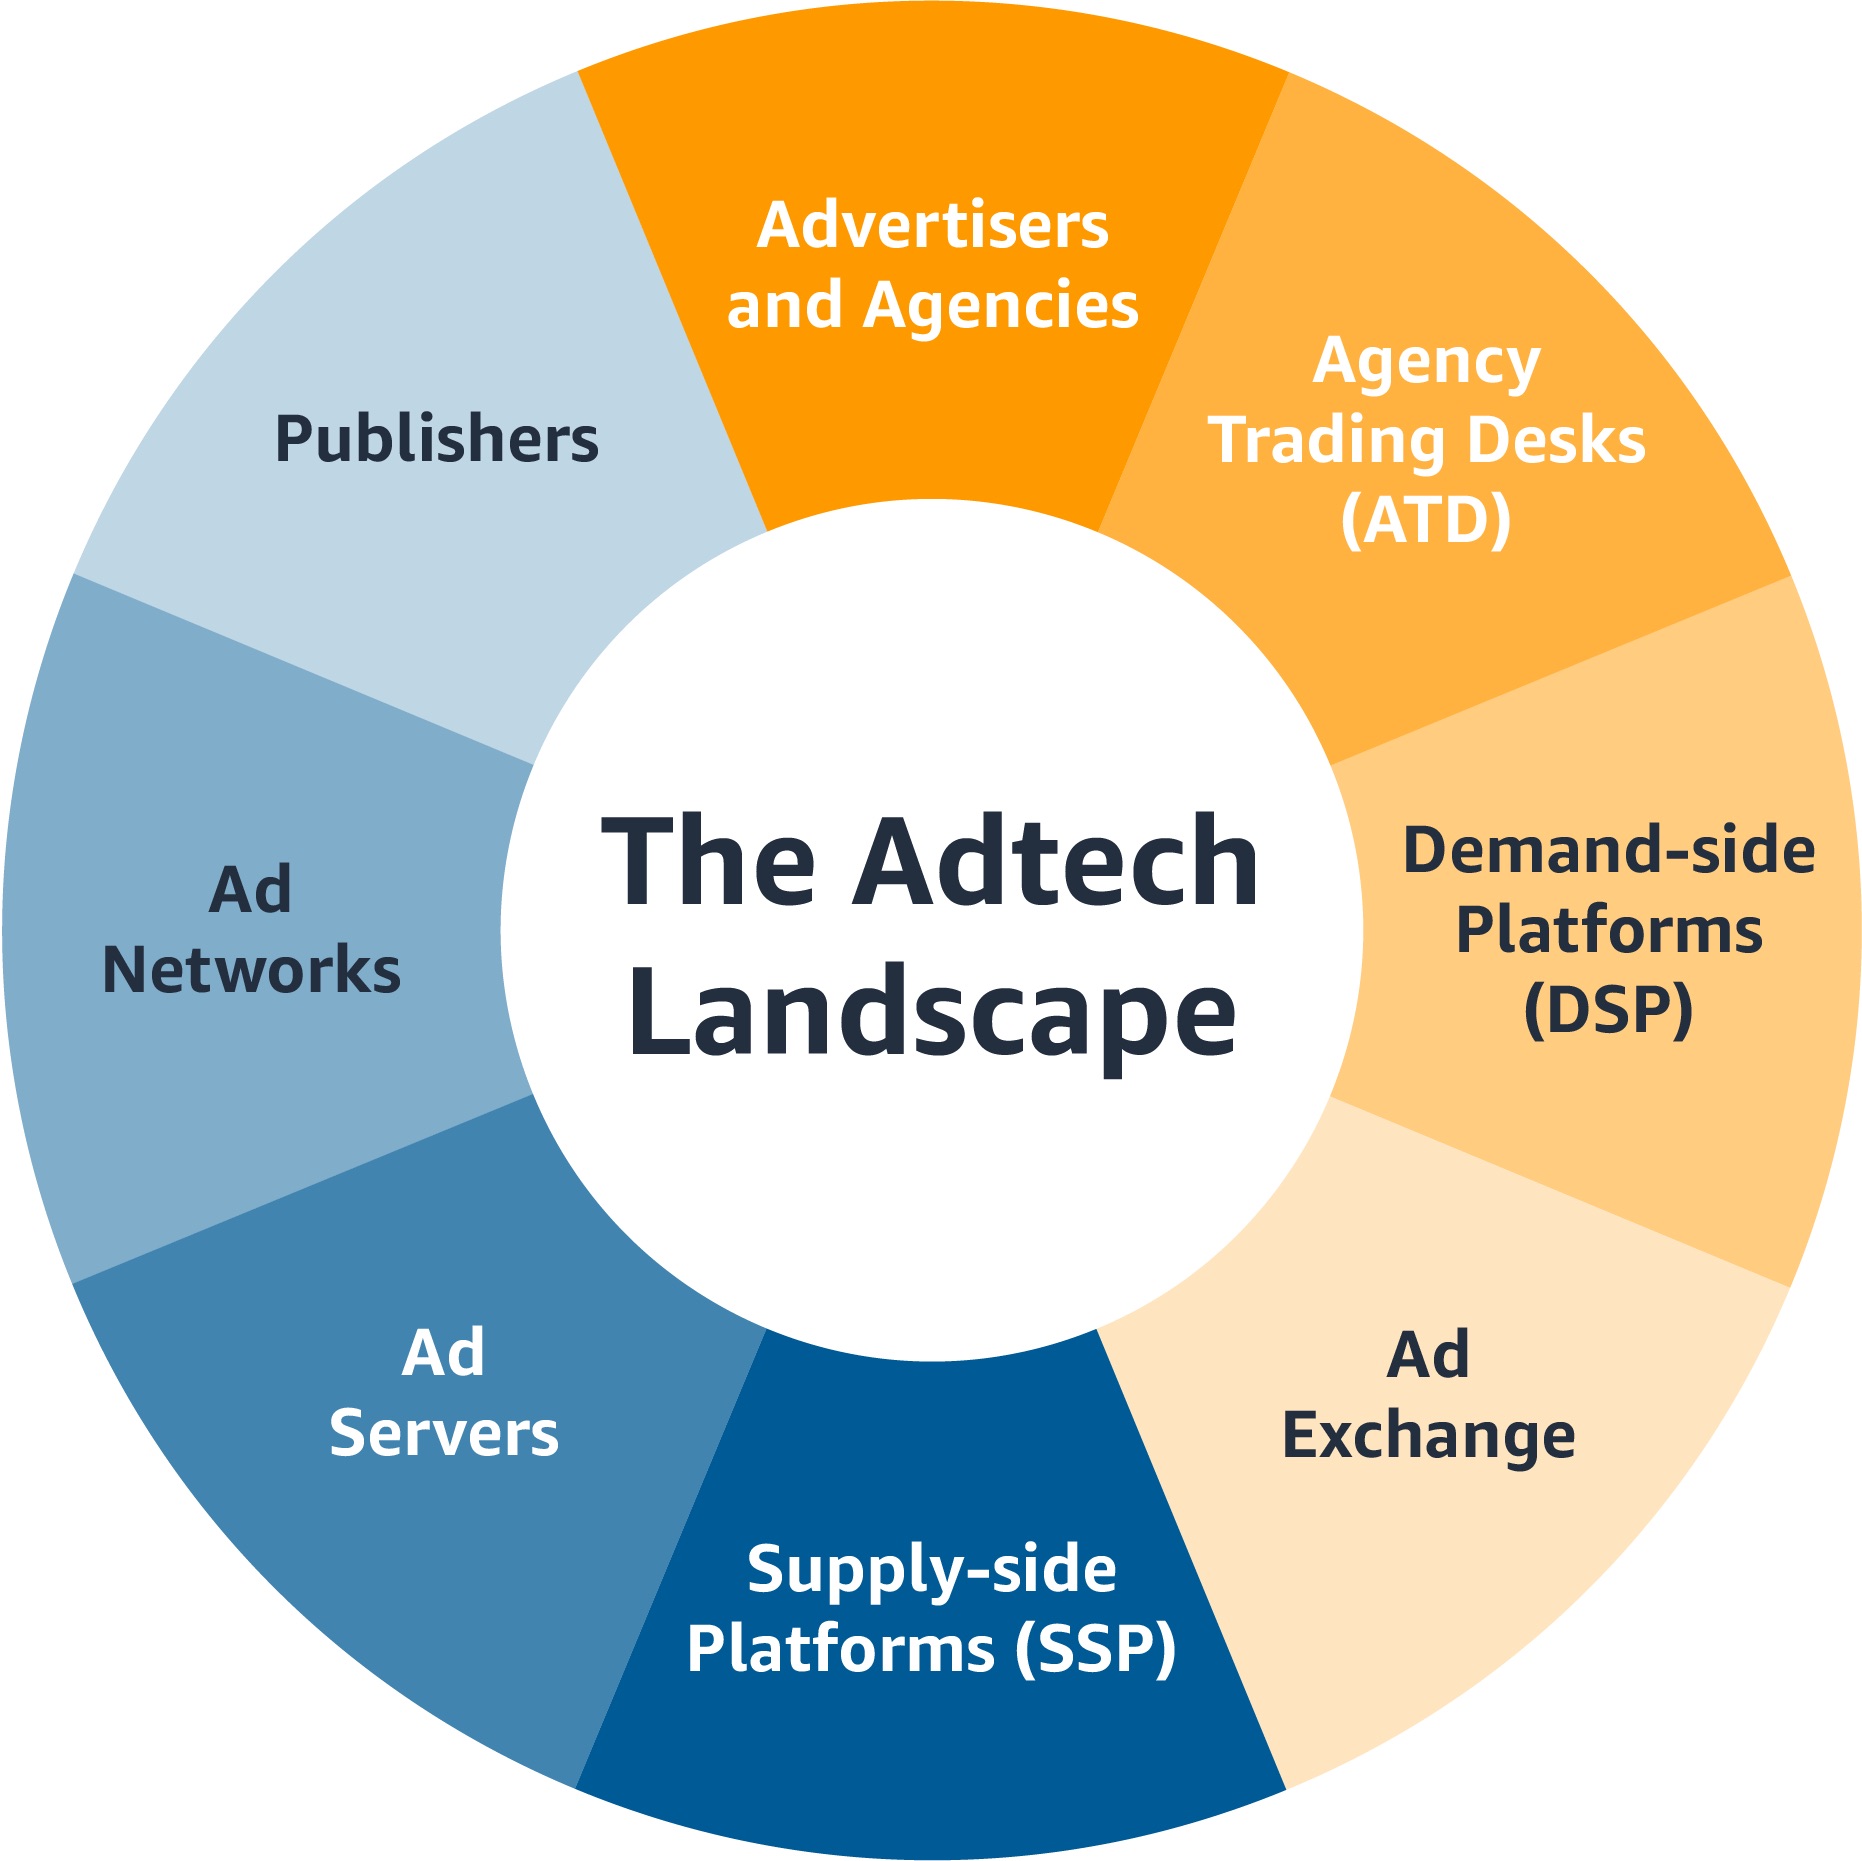 The Adtech
Landscape
Advertisers
and Agencies
Agency
Trading Desks
(ATD)
Demand-side
Platforms
(DSP)
Ad
Exchange
Supply-side
Platforms (SSP)
Ad
Servers
Ad
Networks
Publishers